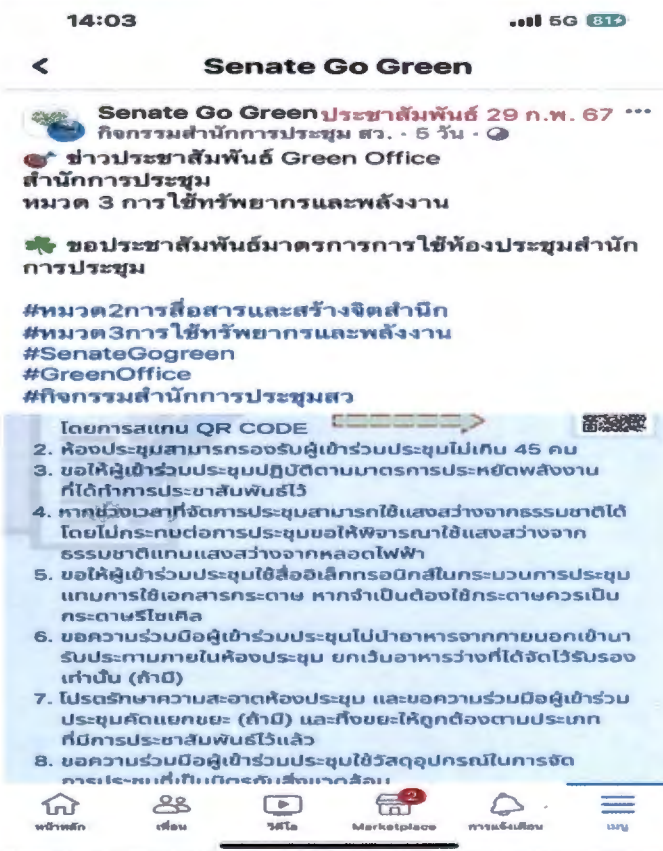 14:03
5G 81
Senate Go Green
Senate Go Green ประชาสัมพันธ์ 29 ก.พ. 67
กิจกรรมสำนักการประชุม สว. · 5 วัน ·
ข่าวประชาสัมพันธ์ Green Office
สำนักการประชุม
หมวด 3 การใช้ทรัพยากรและพลังงาน
ขอประชาสัมพันธ์มาตรการการใช้ห้องประชุมสำนัก
การประชุม
#หมวด2การสื่อสารและสร้างจิตสำนึก
#หมวด3การใช้ทรัพยากรและพลังงาน
#SenateGogreen
#GreenOffice
#กิจกรรมสำนักการประชุมสว
โดยการสแกน QR CODE
2. ห้องประชุมสามารถรองรับผู้เข้าร่วมประชุมไม่เกิน 45 คน
3. ขอให้ผู้เข้าร่วมประชุมปฏิบัติตามมาตรการประหยัดพลังงาน
ที่ได้ทำการประชาสัมพันธ์ไว้
4. หากช่วงเวลาที่จัดการประชุมสามารถใช้แสงสว่างจากธรรมชาติได้
โดยไม่กระทบต่อการประชุมขอให้พิจารณาใช้แสงสว่างจาก
ธรรมชาติแทนแสงสว่างจากหลอดไฟฟ้า
5. ขอให้ผู้เข้าร่วมประชุมใช้สื่ออิเล็กทรอนิกส์ในกระบวนการประชุม
แทนการใช้เอกสารกระดาษ หากจำเป็นต้องใช้กระดาษควรเป็น
กระดาษรีไซเคิล
6. ขอความร่วมมือผู้เข้าร่วมประชุมไม่นำอาหารจากภายนอกเข้ามา
รับประทานภายในห้องประชุม ยกเว้นอาหารว่างที่ได้จัดไว้รับรอง
เท่านั้น (ถ้ามี)
7. โปรดรักษาความสะอาดห้องประชุม และขอความร่วมมือผู้เข้าร่วม
ประชุมคัดแยกขยะ (ถ้ามี) และทิ้งขยะให้ถูกต้องตามประเภท
ที่มีการประชาสัมพันธ์ไว้แล้ว
8. ขอความร่วมมือผู้เข้าร่วมประชุมใช้วัสดุอุปกรณ์ในการจัด
การประชุมที่เป็นมิตรกับสิ่งแวดล้อม
2
หน้าหลัก เพื่อน วิดีโอ Marketplace การแจ้งเตือน เมนู